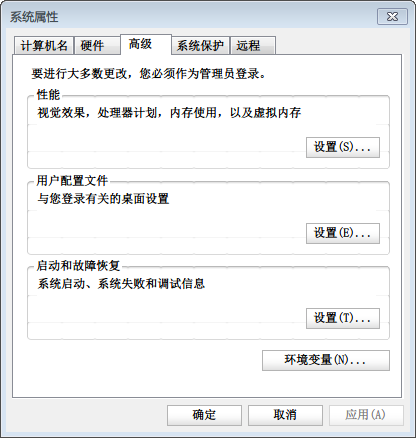 系统属性
计算机名 硬件 高级 系统保护 远程
要进行大多数更改，您必须作为管理员登录。
性能
视觉效果，处理器计划，内存使用，以及虚拟内存
设置(S)...
用户配置文件
与您登录有关的桌面设置
设置(E)...
启动和故障恢复
系统启动、系统失败和调试信息
设置(T)...
环境变量(N)...
确定 取消 应用(A)